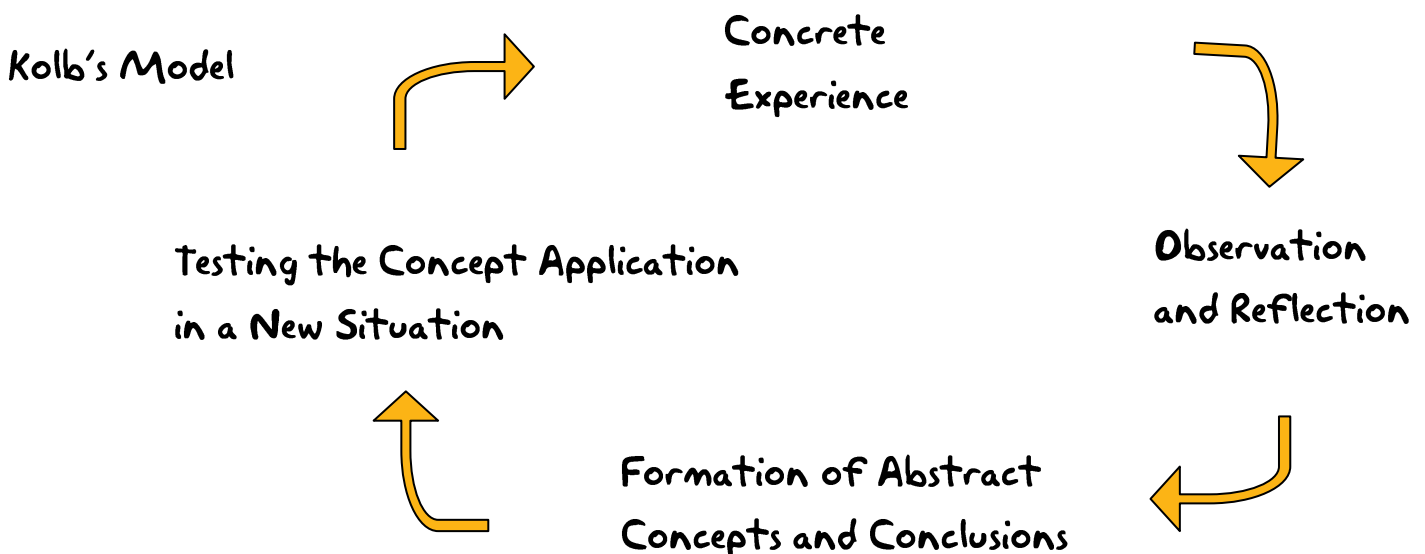 Kolb's Model
Concrete
Experience
Observation
and Reflection
Formation of Abstract
Concepts and Conclusions
Testing the Concept Application
in a New Situation